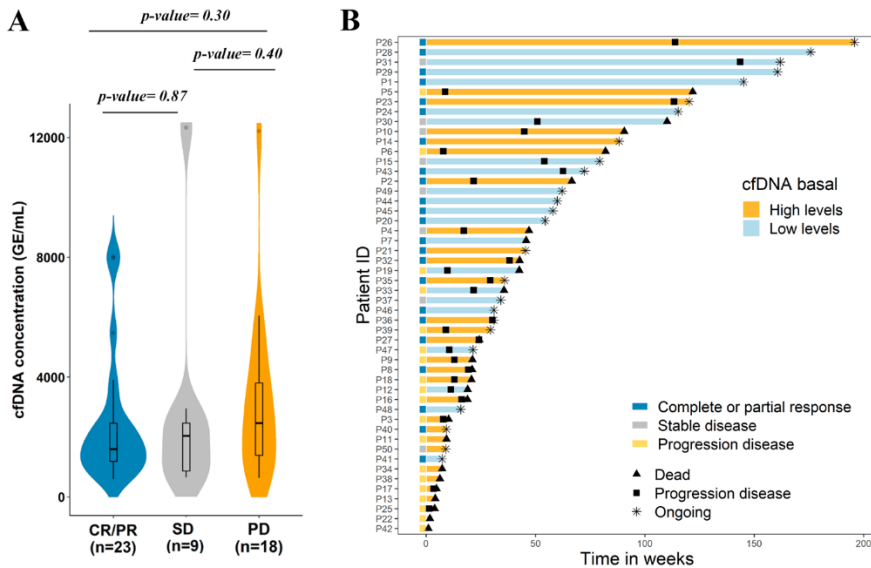 A
p-value= 0.30
p-value= 0.40
p-value= 0.87
cfDNA concentration (GE/mL)
12000
8000
4000
0
CR/PR
(n=23)
SD
(n=9)
PD
(n=18)
B
Patient ID
P26
P28
P31
P29
P1
P5
P23
P24
P30
P10
P14
P6
P15
P43
P2
P49
P44
P45
P20
P4
P7
P21
P32
P19
P35
P33
P37
P46
P36
P39
P27
P47
P9
P8
P18
P12
P16
P48
P3
P40
P11
P50
P41
P34
P38
P17
P13
P25
P22
P42
cfDNA basal
High levels
Low levels
Complete or partial response
Stable disease
Progression disease
Dead
Progression disease
Ongoing
0
50
100
150
200
Time in weeks